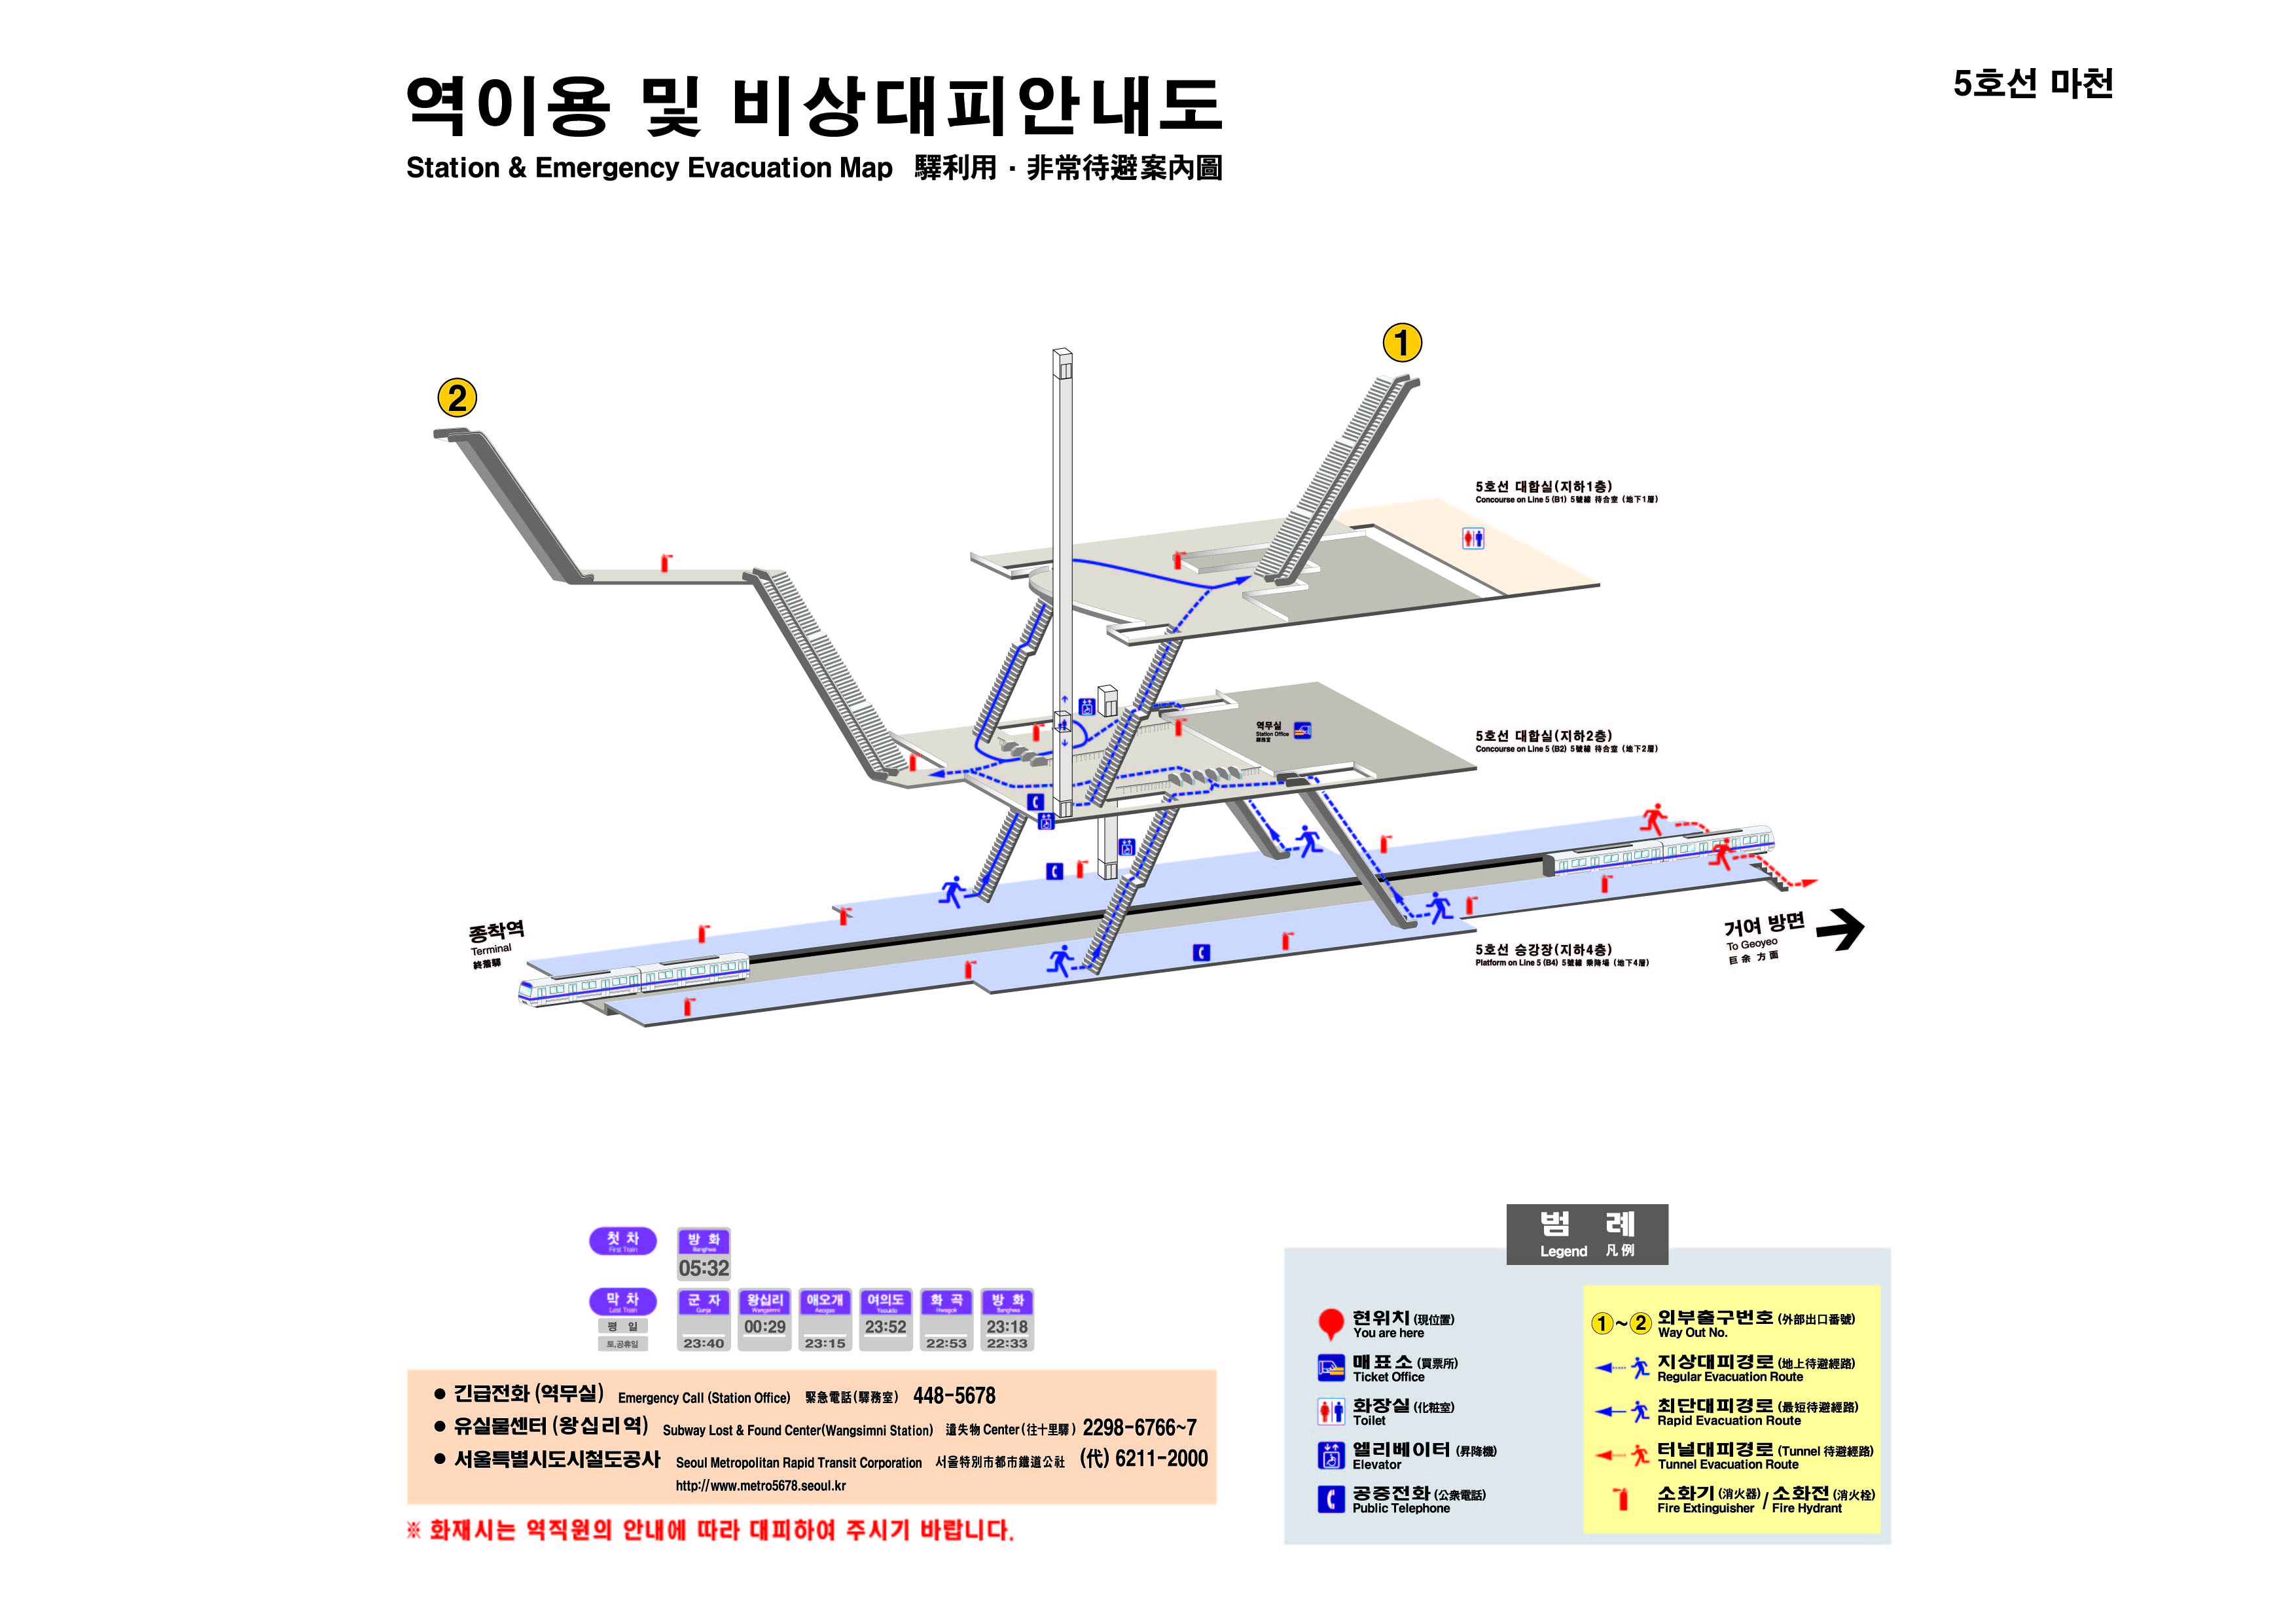 역이용 및 비상대피안내도
Station & Emergency Evacuation Map 驛利用 · 非常待避案內圖
5호선 마천
1
2
5호선 대합실(지하1층)
Concourse on Line 5 (B1) 5號線 待合室 (地下1層)
역무실
Station Office
驛務室
5호선 대합실(지하2층)
Concourse on Line 5 (B2) 5號線 待合室 (地下2層)
종착역
Terminal
終着驛
거여 방면
To Geoyeo
巨余 方面
5호선 승강장(지하4층)
Platform on Line 5 (B4) 5號線 乘降場 (地下4層)
첫 차
First Train
방 화
Banghwa
05:32
막 차
Last Train
평 일
토,공휴일
군 자
Gunja
23:40
왕십리
Wangsimni
00:29
애오개
Aeogae
23:15
여의도
Yeouido
23:52
화 곡
Hwagok
22:53
방 화
Banghwa
23:18
22:33
● 긴급전화 (역무실) Emergency Call (Station Office) 緊急電話(驛務室) 448-5678
● 유실물센터 (왕십리역) Subway Lost & Found Center(Wangsimni Station) 遺失物 Center(往十里驛) 2298-6766~7
● 서울특별시도시철도공사 Seoul Metropolitan Rapid Transit Corporation 서울特別市都市鐵道公社 (代) 6211-2000
http://www.metro5678.seoul.kr
※ 화재시는 역직원의 안내에 따라 대피하여 주시기 바랍니다.
범 례
Legend 凡例
현위치 (現位置)
You are here
매표소 (買票所)
Ticket Office
화장실 (化粧室)
Toilet
엘리베이터 (昇降機)
Elevator
공중전화 (公衆電話)
Public Telephone
1 ~ 2 외부출구번호 (外部出口番號)
Way Out No.
지상대피경로 (地上待避經路)
Regular Evacuation Route
최단대피경로 (最短待避經路)
Rapid Evacuation Route
터널대피경로 (Tunnel 待避經路)
Tunnel Evacuation Route
소화기 (消火器) / 소화전 (消火栓)
Fire Extinguisher / Fire Hydrant